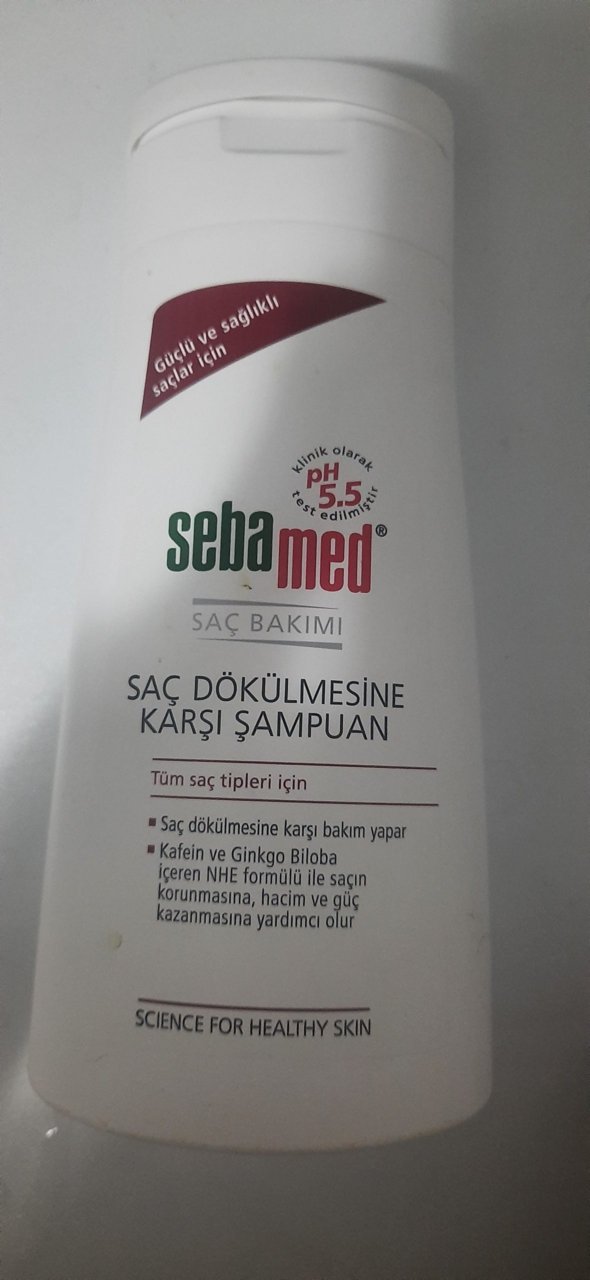 Güçlü ve sağlıklı
saçlar için
klinik olarak
pH
5.5
test edilmiştir
sebamed®
SAÇ BAKIMI
SAÇ DÖKÜLMESİNE
KARŞI ŞAMPUAN
Tüm saç tipleri için
▪ Saç dökülmesine karşı bakım yapar
▪ Kafein ve Ginkgo Biloba
içeren NHE formülü ile saçın
korunmasına, hacim ve güç
kazanmasına yardımcı olur
SCIENCE FOR HEALTHY SKIN